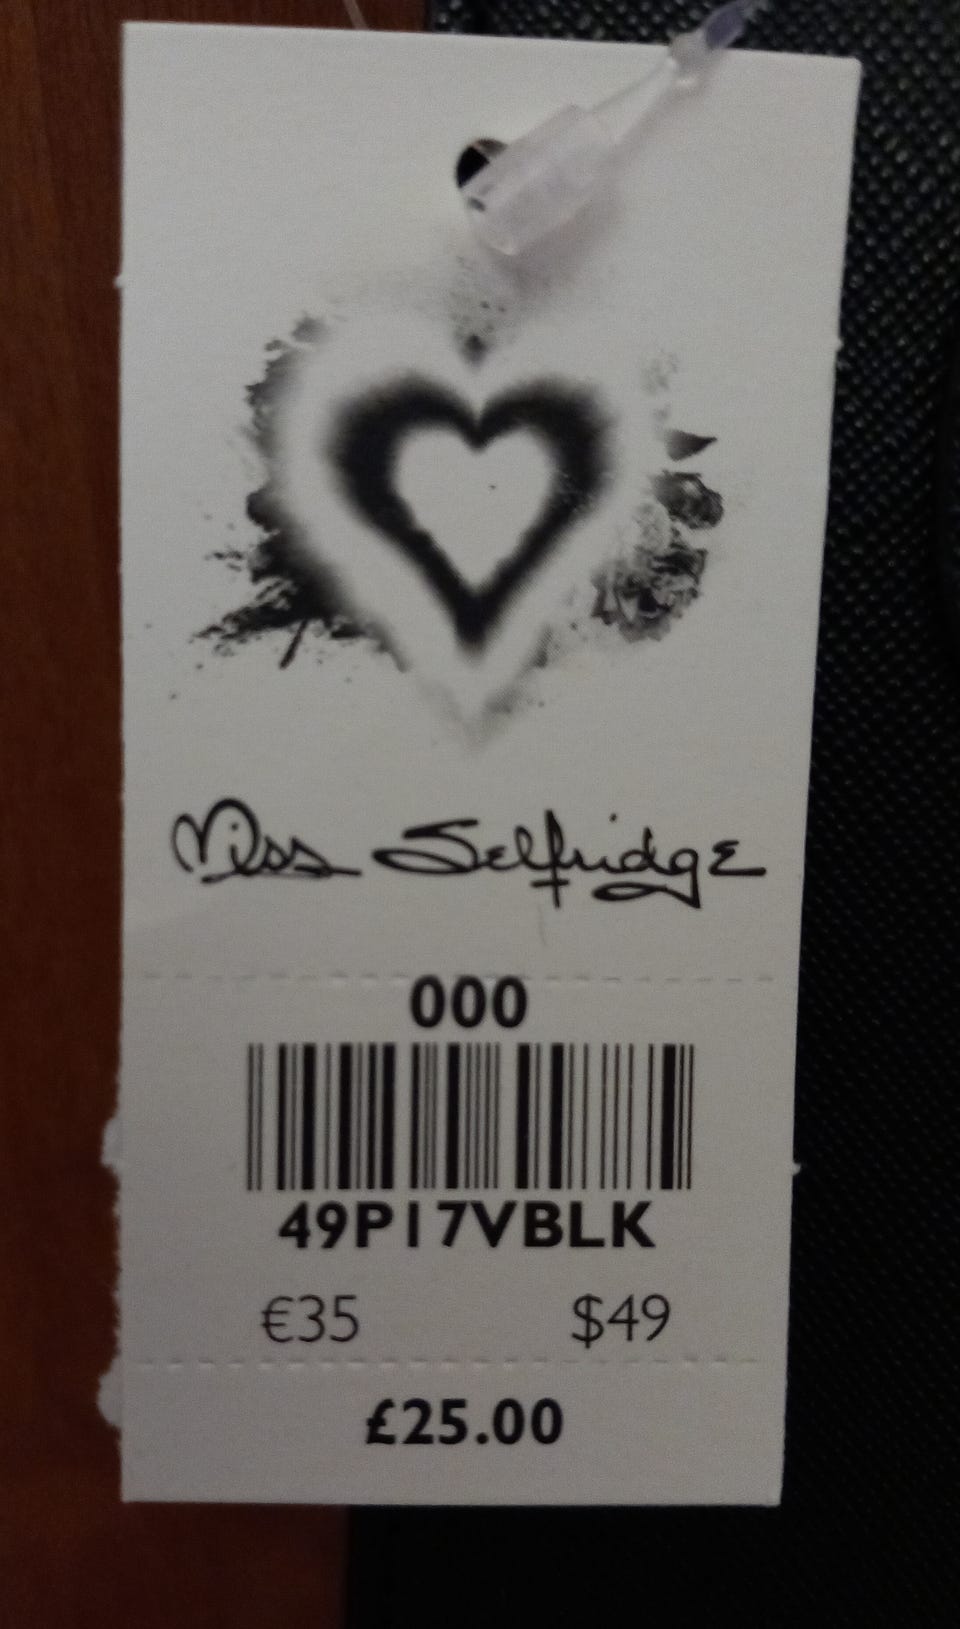 Miss Selfridge
000
49P17VBLK
€35 $49
£25.00